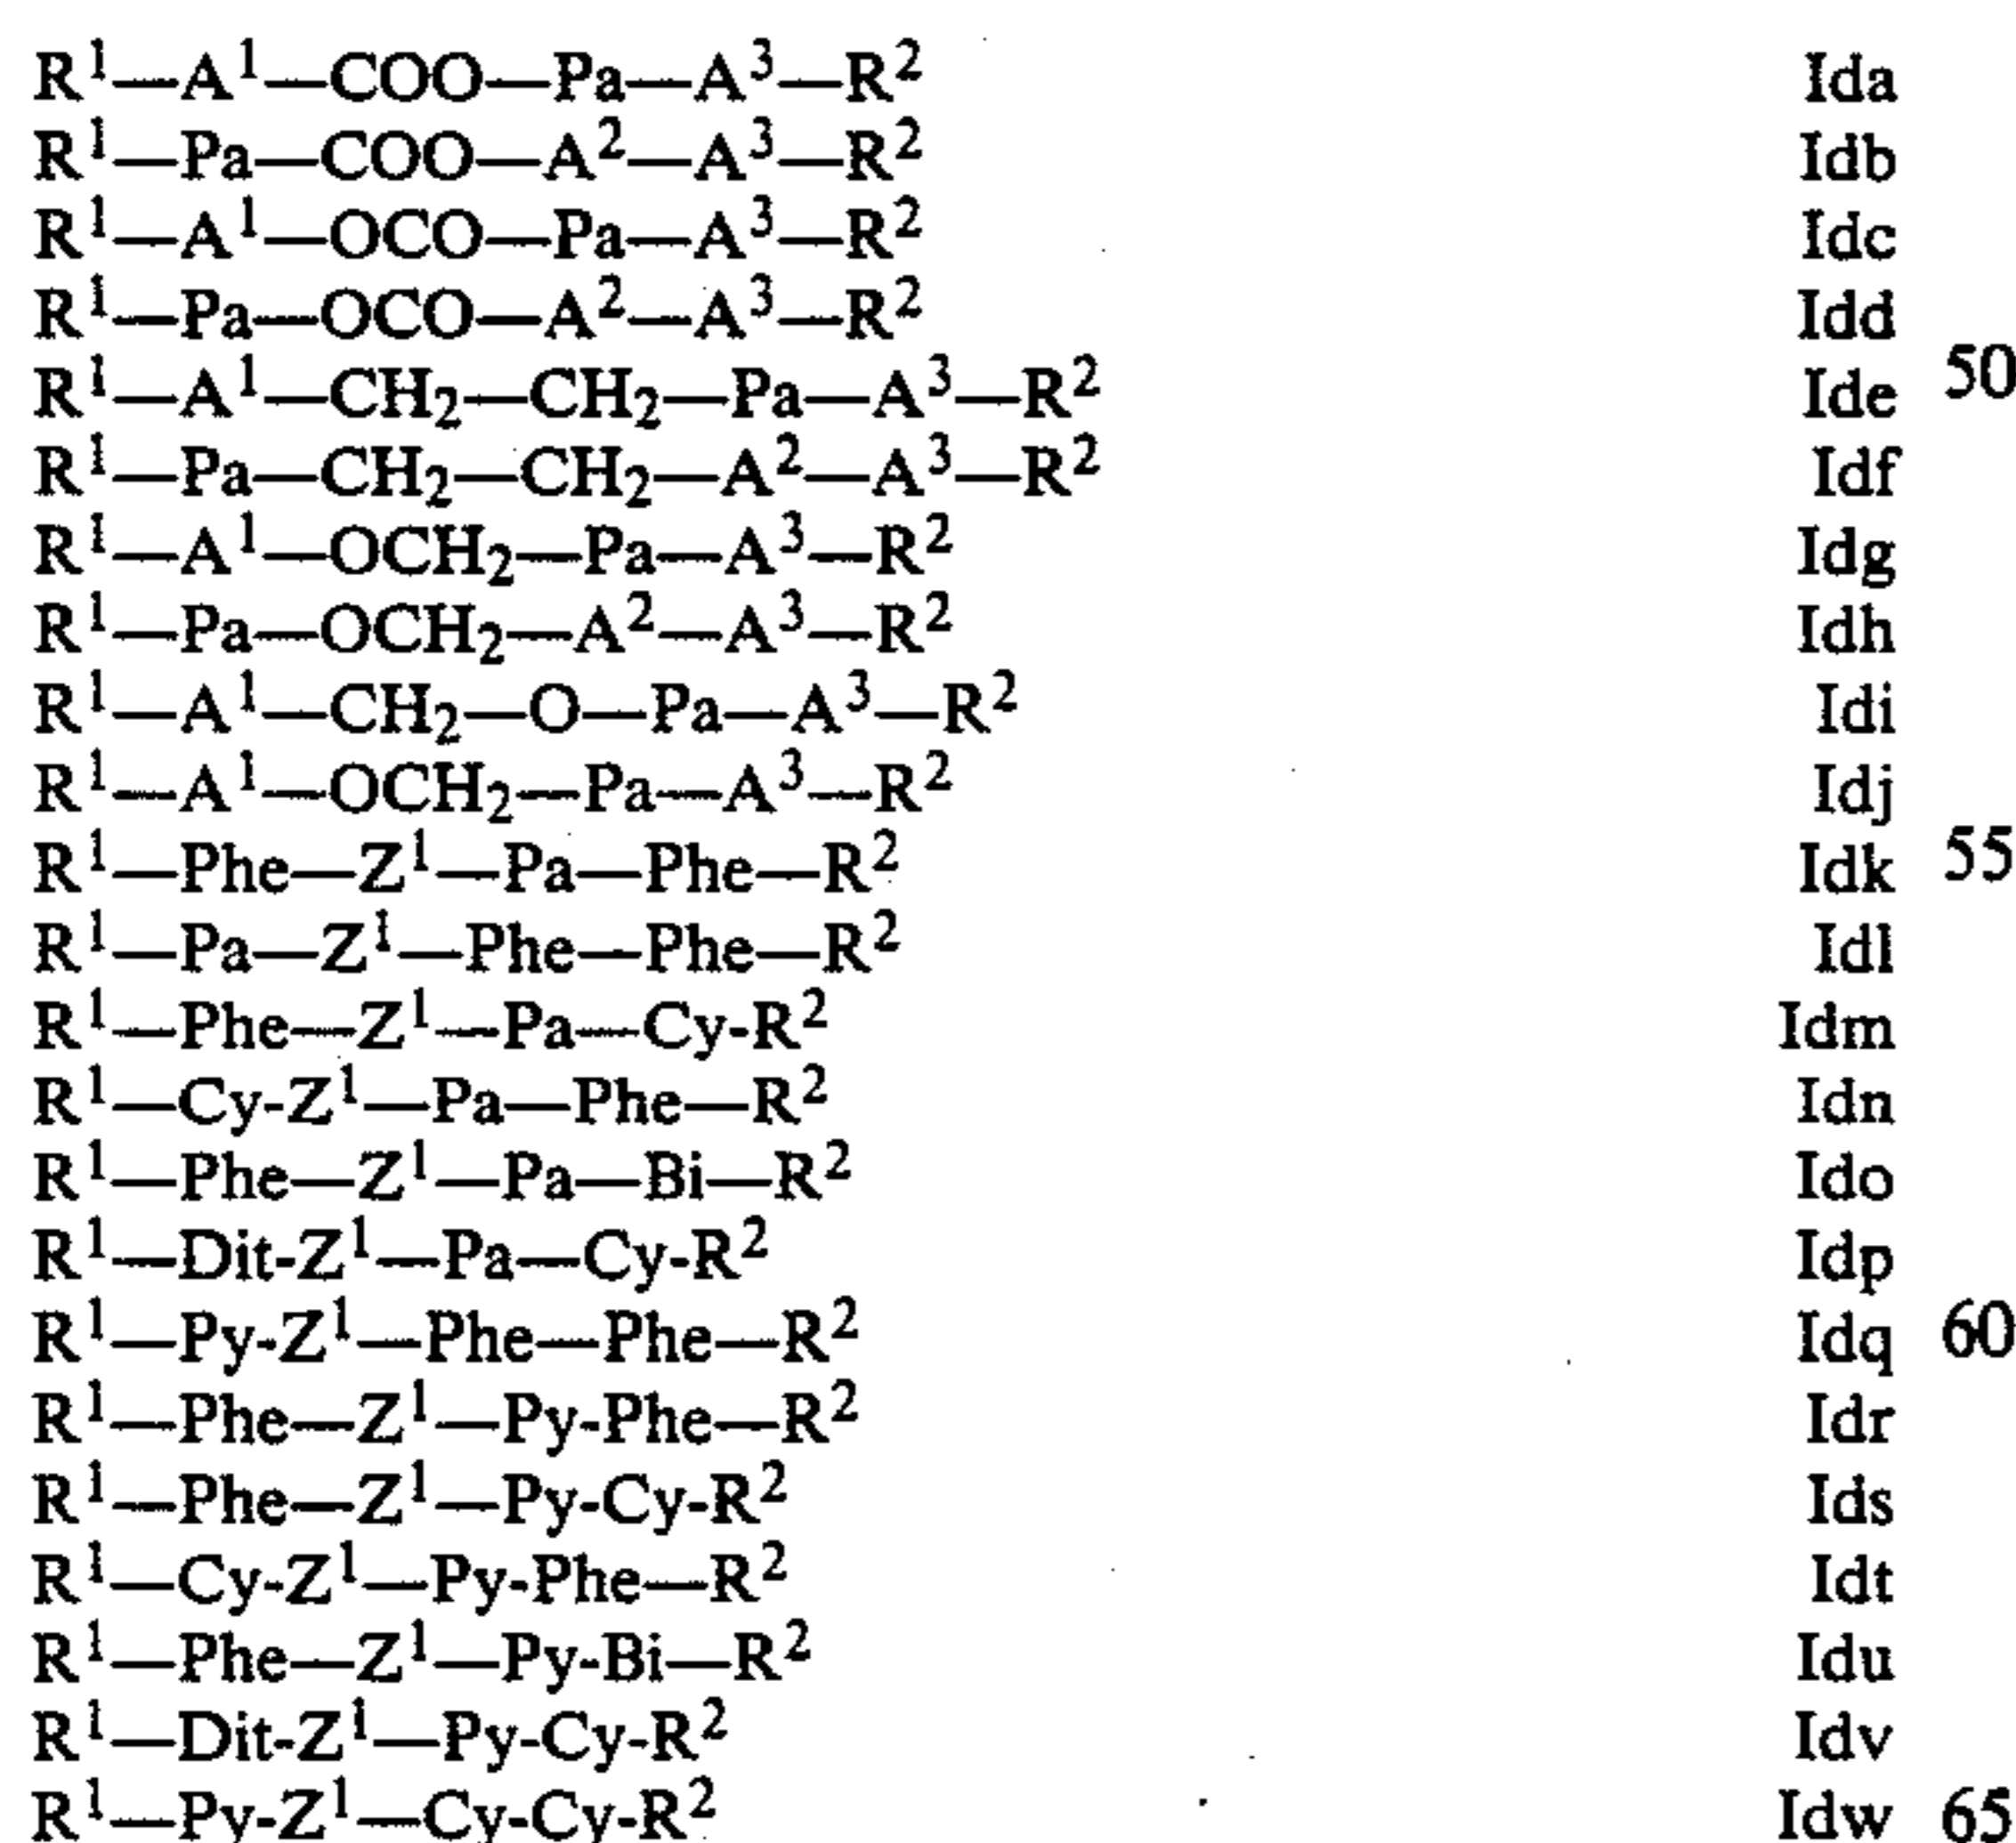 R¹—A¹—COO—Pa—A³—R² Ida
R¹—Pa—COO—A²—A³—R² Idb
R¹—A¹—OCO—Pa—A³—R² Idc
R¹—Pa—OCO—A²—A³—R² Idd
R¹—A¹—CH₂—CH₂—Pa—A³—R² Ide 50
R¹—Pa—CH₂—CH₂—A²—A³—R² Idf
R¹—A¹—OCH₂—Pa—A³—R² Idg
R¹—Pa—OCH₂—A²—A³—R² Idh
R¹—A¹—CH₂—O—Pa—A³—R² Idi
R¹—A¹—OCH₂—Pa—A³—R² Idj
R¹—Phe—Z¹—Pa—Phe—R² Idk 55
R¹—Pa—Z¹—Phe—Phe—R² Idl
R¹—Phe—Z¹—Pa—Cy-R² Idm
R¹—Cy-Z¹—Pa—Phe—R² Idn
R¹—Phe—Z¹—Pa—Bi—R² Ido
R¹—Dit-Z¹—Pa—Cy-R² Idp
R¹—Py-Z¹—Phe—Phe—R² Idq 60
R¹—Phe—Z¹—Py-Phe—R² Idr
R¹—Phe—Z¹—Py-Cy-R² Ids
R¹—Cy-Z¹—Py-Phe—R² Idt
R¹—Phe—Z¹—Py-Bi—R² Idu
R¹—Dit-Z¹—Py-Cy-R² Idv
R¹—Py-Z¹—Cy-Cy-R² Idw 65